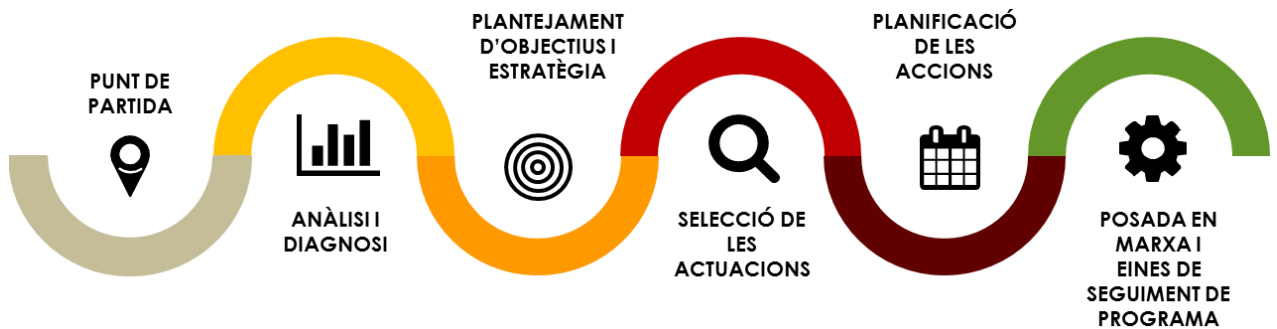 PUNT DE
PARTIDA
ANÀLISI I
DIAGNOSI
PLANTEJAMENT
D'OBJECTIUS I
ESTRATÈGIA
SELECCIÓ DE
LES
ACTUACIONS
PLANIFICACIÓ
DE LES
ACCIONS
POSADA EN
MARXA I
EINES DE
SEGUIMENT DE
PROGRAMA